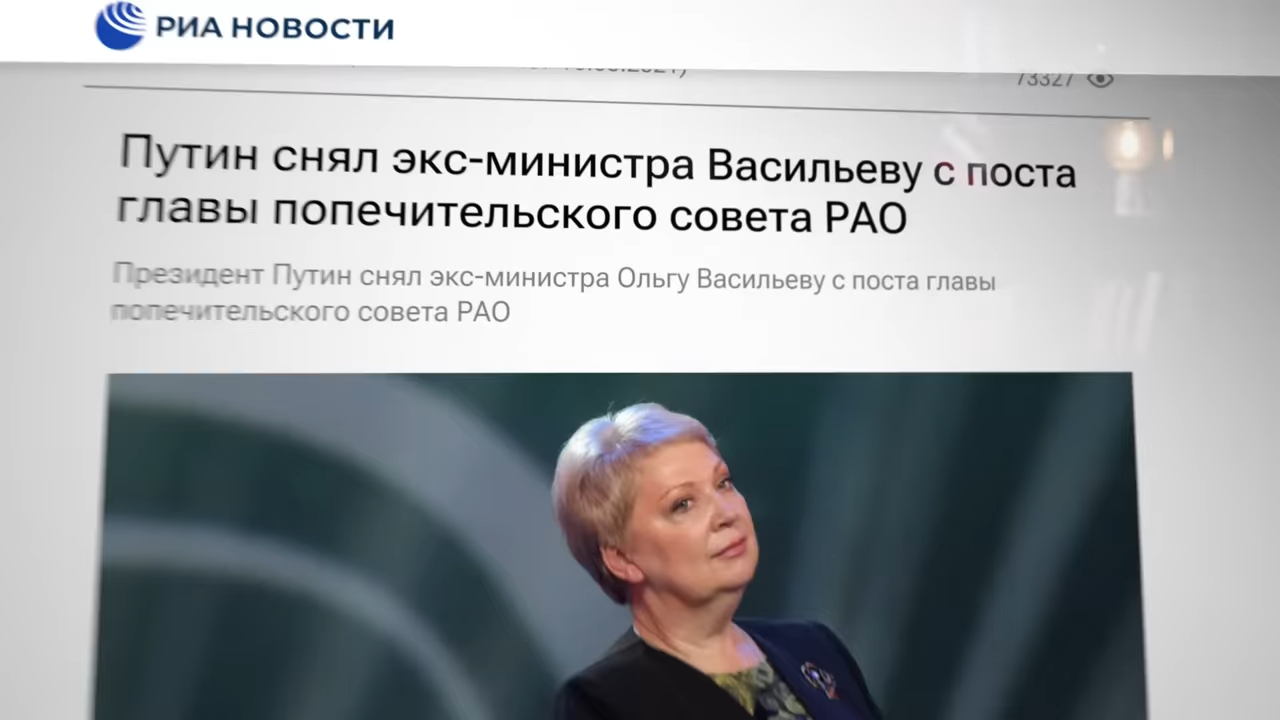 РИА НОВОСТИ
73327
Путин снял экс-министра Васильеву с поста
главы попечительского совета РАО
Президент Путин снял экс-министра Ольгу Васильеву с поста главы
попечительского совета РАО